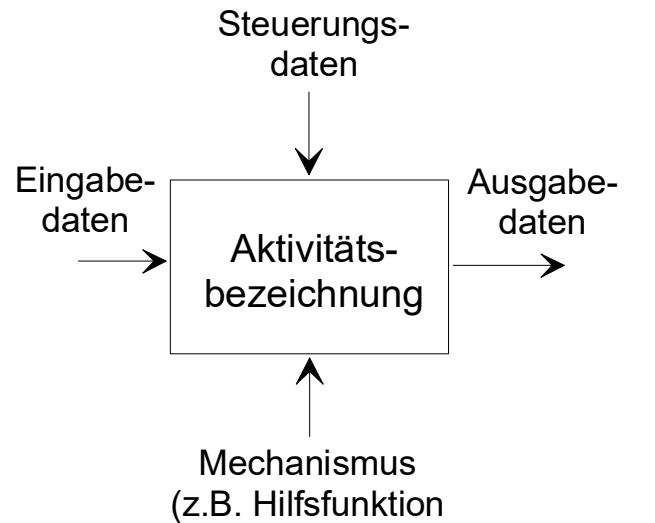 Steuerungs-
daten
Eingabe-
daten
Aktivitäts-
bezeichnung
Ausgabe-
daten
Mechanismus
(z.B. Hilfsfunktion